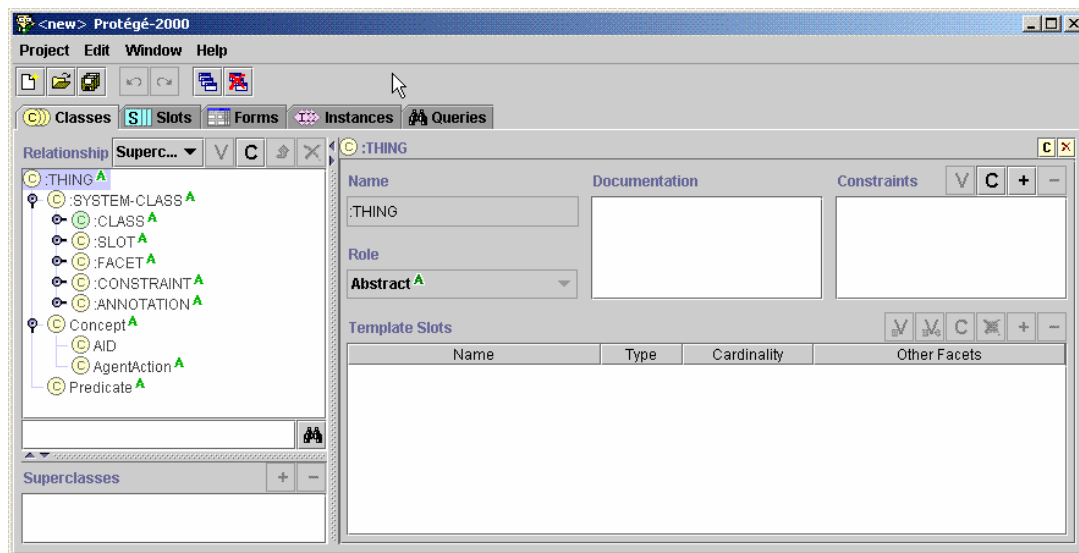 <new> Protégé-2000
Project Edit Window Help
C Classes S Slots Forms Instances Queries
Relationship Superc... V C
C :THING A
C :SYSTEM-CLASS A
C :CLASS A
C :SLOT A
C :FACET A
C :CONSTRAINT A
C :ANNOTATION A
C Concept A
C AID
C AgentAction A
C Predicate A
Superclasses + -
C :THING C x
Name Documentation Constraints V C + -
:THING
Role
Abstract A
Template Slots V V C + -
Name Type Cardinality Other Facets